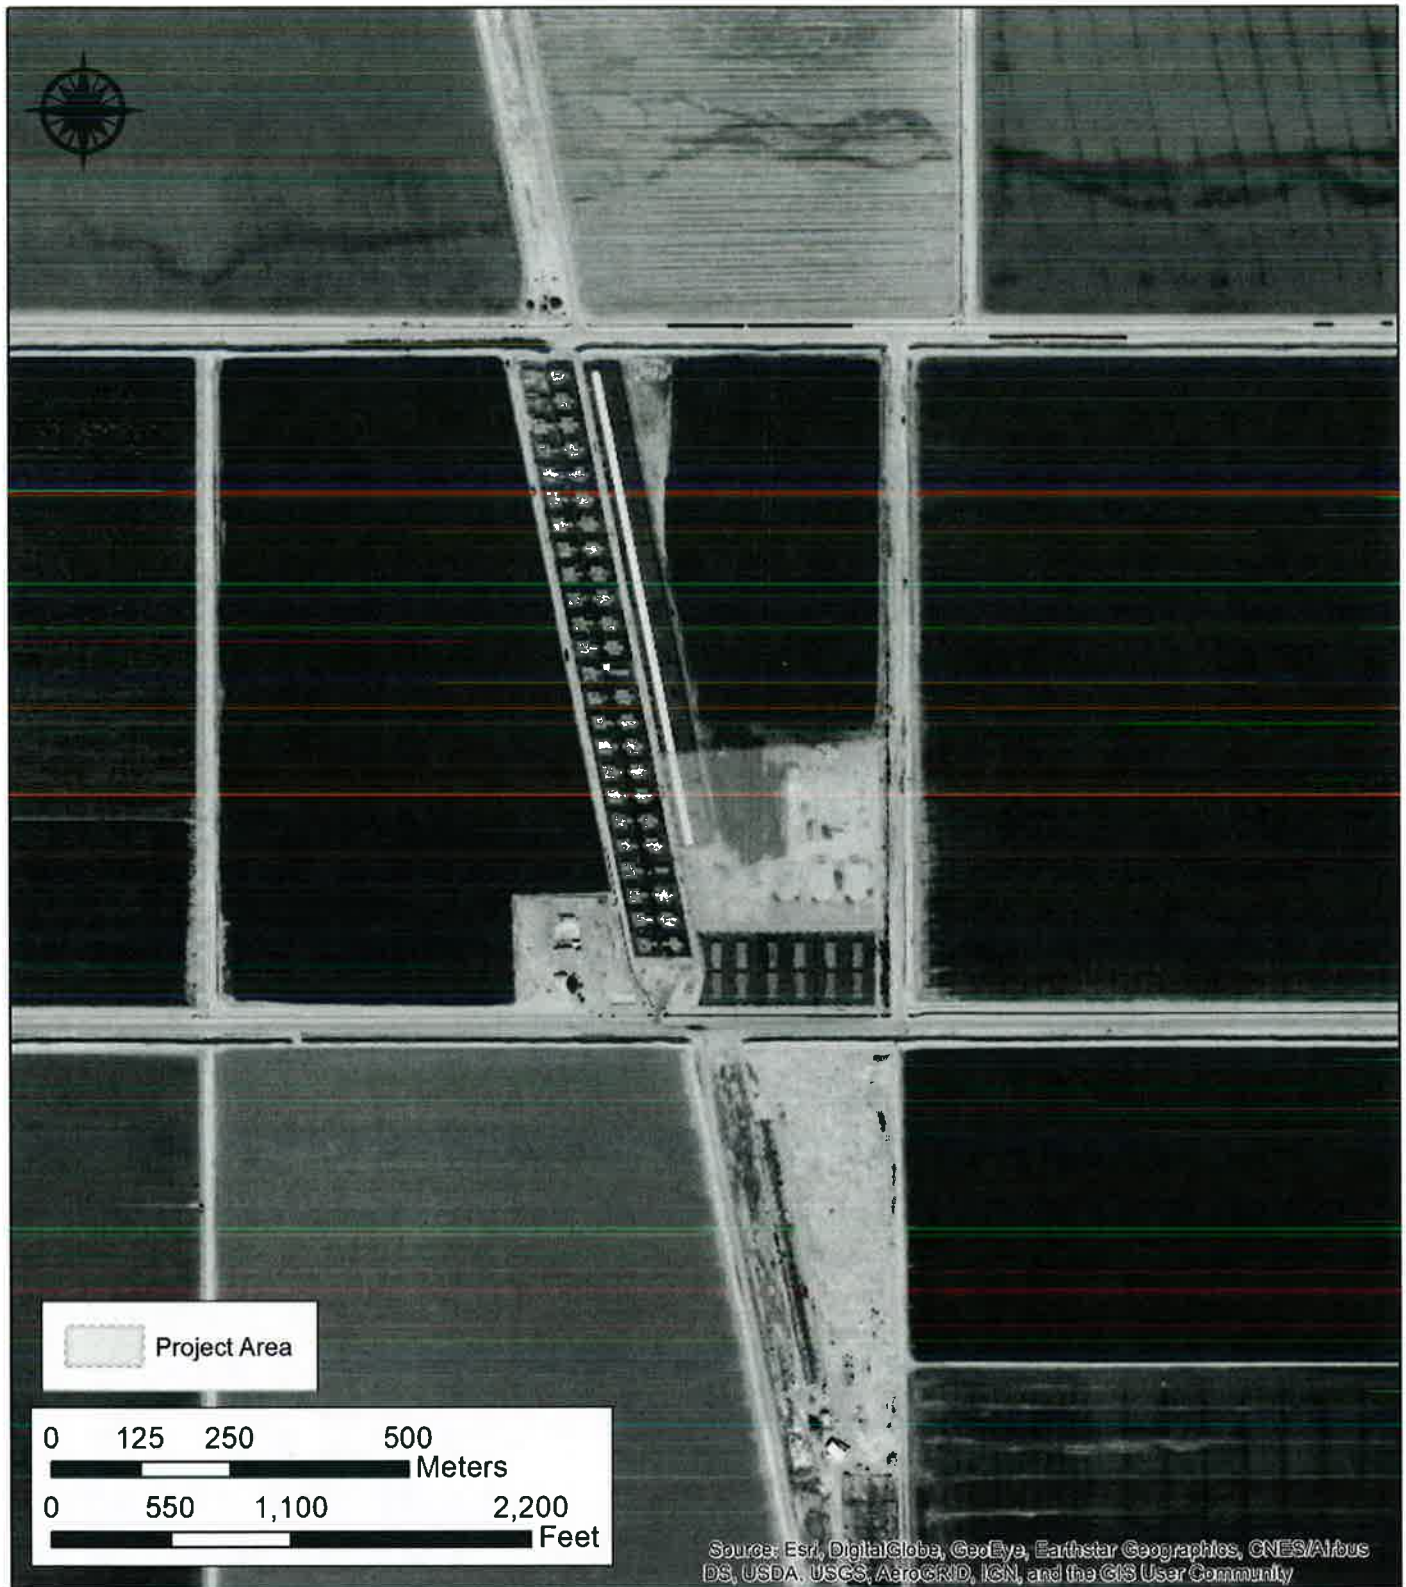 Project Area
0 125 250 500
Meters
0 550 1,100 2,200
Feet
Source: Esri, DigitalGlobe, GeoEye, Earthstar Geographics, CNES/Airbus
DS, USDA, USGS, AeroGRID, IGN, and the GIS User Community